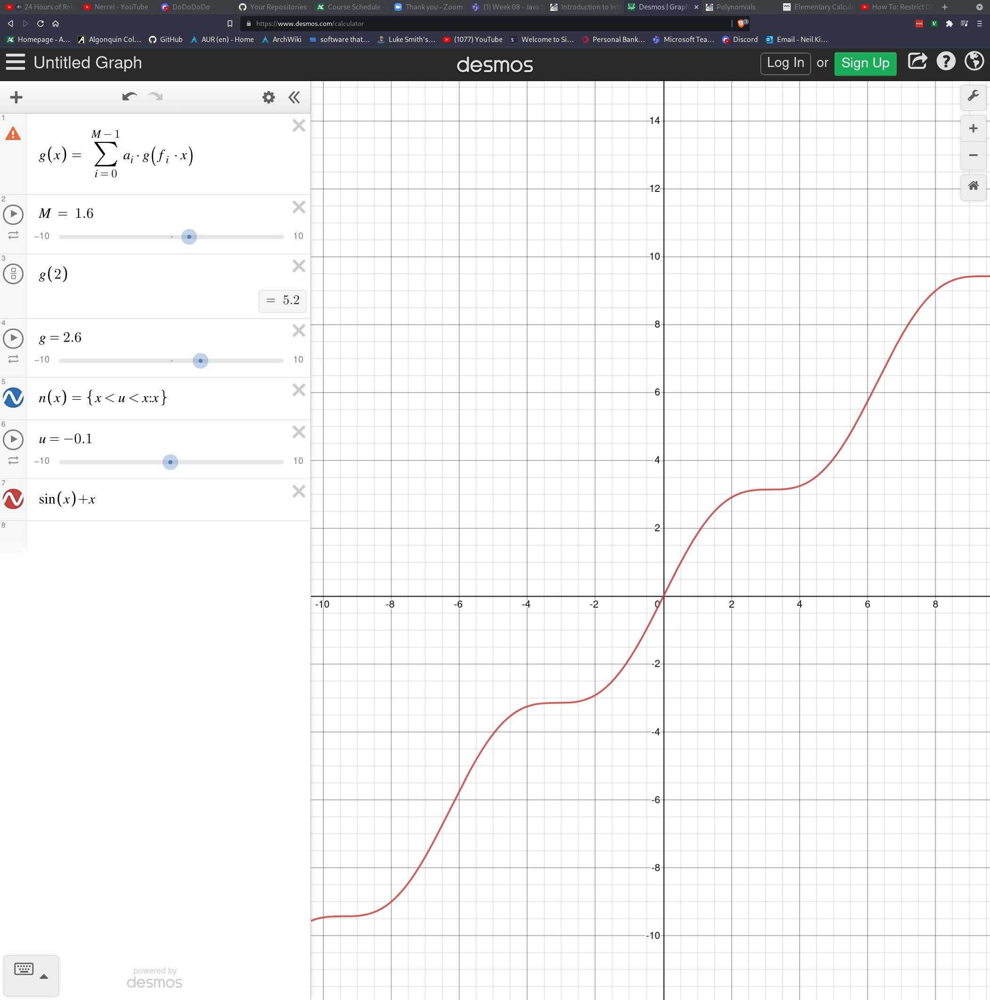 24 Hours of Rel
Nerrel - YouTube
DoDoDoDo
Your Repositories
Course Schedule -
Thank you - Zoom
(1) Week 08 - Java
Introduction to Int
Desmos | Graph
Polynomials
Elementary Calcul
How To: Restrict D
https://www.desmos.com/calculator
Homepage - A...
Algonquin Col...
GitHub
AUR (en) - Home
ArchWiki
software that...
Luke Smith's...
(1077) YouTube
Welcome to Si...
Personal Bank...
Microsoft Tea...
Discord
Email - Neil Ki...
Untitled Graph
desmos
Log In or Sign Up
1
M − 1
g(x) = ∑ a_i · g(f_i · x)
i = 0
2
M = 1.6
−10 10
3
g(2)
= 5.2
4
g = 2.6
−10 10
5
n(x) = {x < u < x:x}
6
u = −0.1
−10 10
7
sin(x)+x
8
powered by
desmos
14
12
10
8
6
4
2
-10 -8 -6 -4 -2 0 2 4 6 8
-2
-4
-6
-8
-10